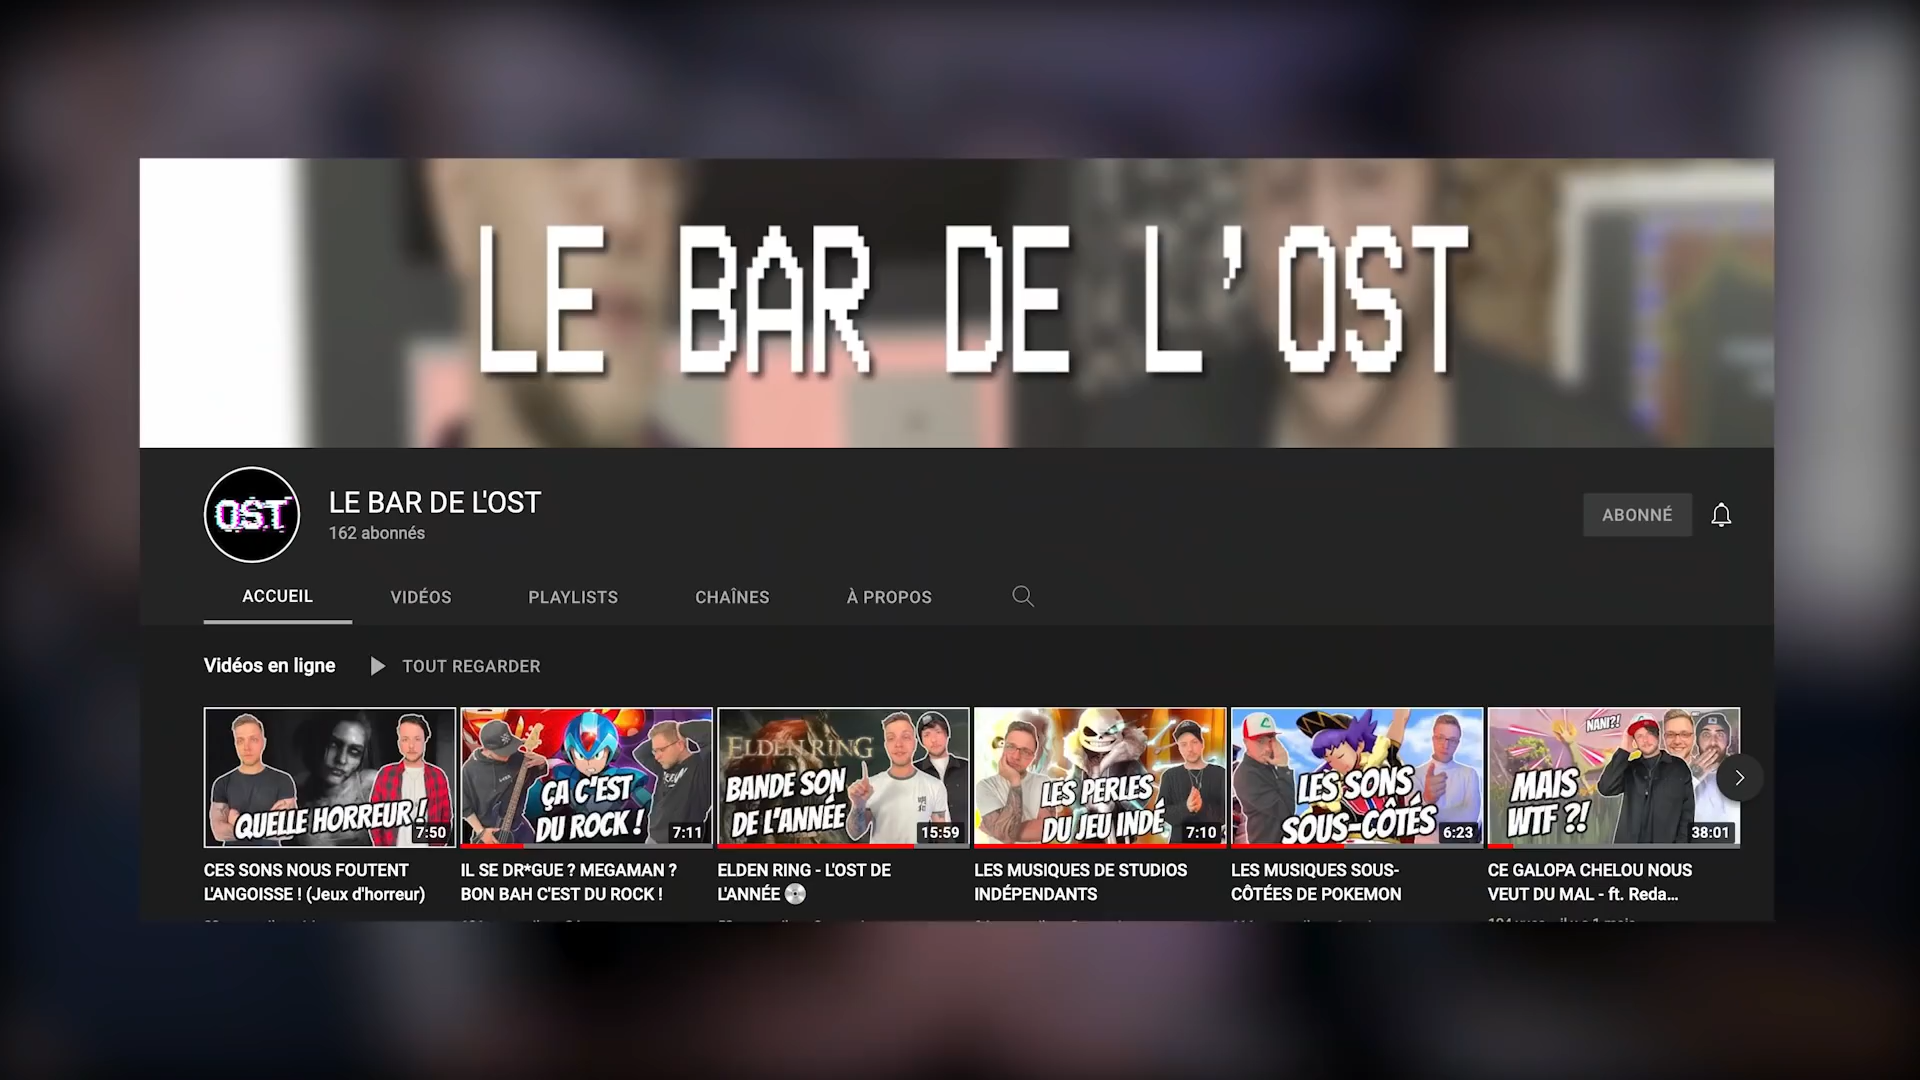 LE BAR DE L'OST
OST
LE BAR DE L'OST
162 abonnés
ABONNÉ
ACCUEIL
VIDÉOS
PLAYLISTS
CHAÎNES
À PROPOS
Vidéos en ligne
TOUT REGARDER
QUELLE HORREUR !
7:50
CES SONS NOUS FOUTENT
L'ANGOISSE ! (Jeux d'horreur)
ÇA C'EST
DU ROCK !
7:11
IL SE DR*GUE ? MEGAMAN ?
BON BAH C'EST DU ROCK !
ELDEN RING
BANDE SON
DE L'ANNÉE
15:59
ELDEN RING - L'OST DE
L'ANNÉE
LES PERLES
DU JEU INDÉ
7:10
LES MUSIQUES DE STUDIOS
INDÉPENDANTS
LES SONS
SOUS-CÔTÉS
6:23
LES MUSIQUES SOUS-
CÔTÉES DE POKEMON
NANI?!
MAIS
WTF ?!
38:01
CE GALOPA CHELOU NOUS
VEUT DU MAL - ft. Reda...